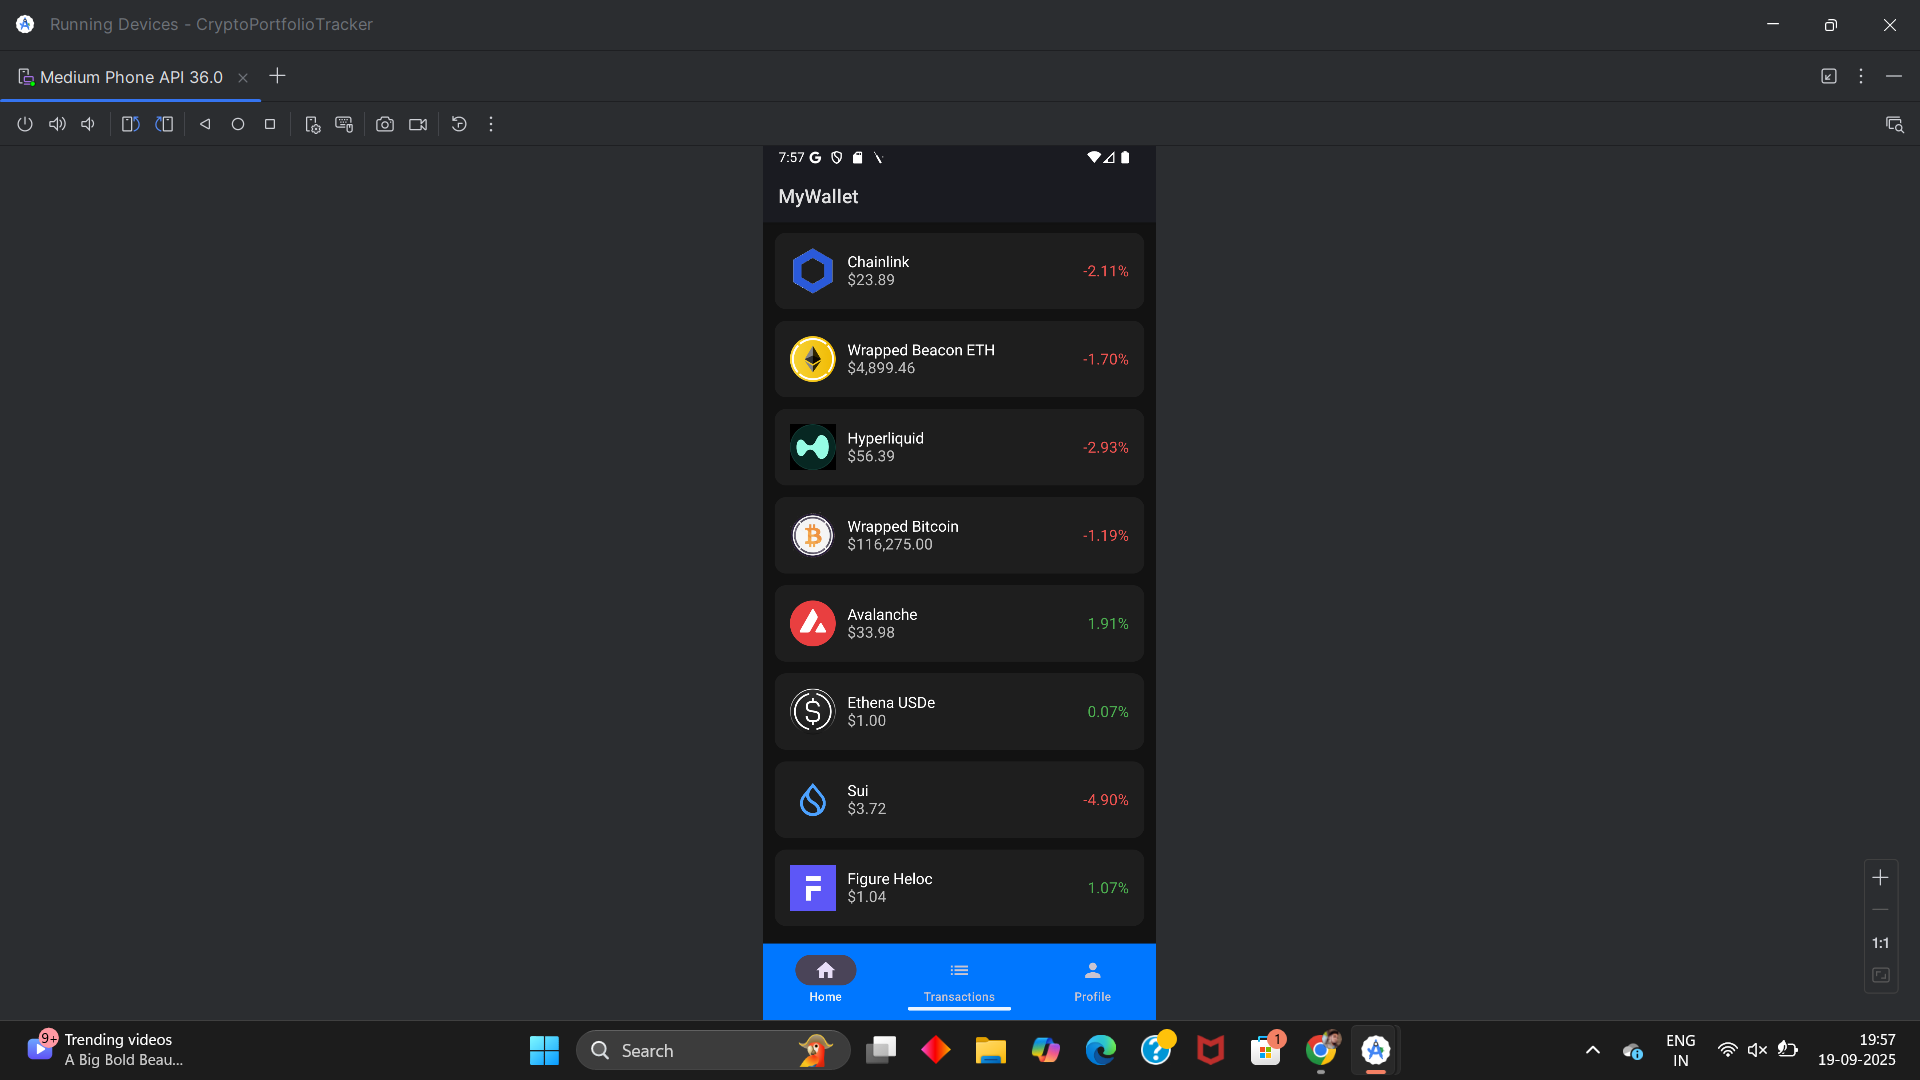 Running Devices - CryptoPortfolioTracker
Medium Phone API 36.0
7:57
MyWallet
Chainlink
$23.89
-2.11%
Wrapped Beacon ETH
$4,899.46
-1.70%
Hyperliquid
$56.39
-2.93%
Wrapped Bitcoin
$116,275.00
-1.19%
Avalanche
$33.98
1.91%
Ethena USDe
$1.00
0.07%
Sui
$3.72
-4.90%
Figure Heloc
$1.04
1.07%
1:1
Home
Transactions
Profile
9+
Trending videos
A Big Bold Beau...
Search
1
ENG
IN
19:57
19-09-2025